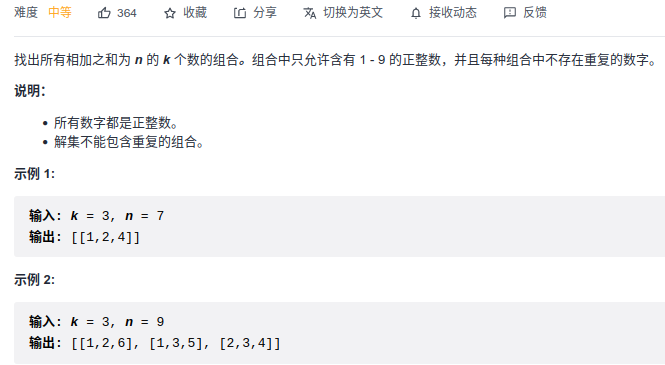 难度 中等 364 收藏 分享 切换为英文 接收动态 反馈
找出所有相加之和为 n 的 k 个数的组合。组合中只允许含有 1 - 9 的正整数，并且每种组合中不存在重复的数字。
说明：
• 所有数字都是正整数。
• 解集不能包含重复的组合。
示例 1:
输入: k = 3, n = 7
输出: [[1,2,4]]
示例 2:
输入: k = 3, n = 9
输出: [[1,2,6], [1,3,5], [2,3,4]]